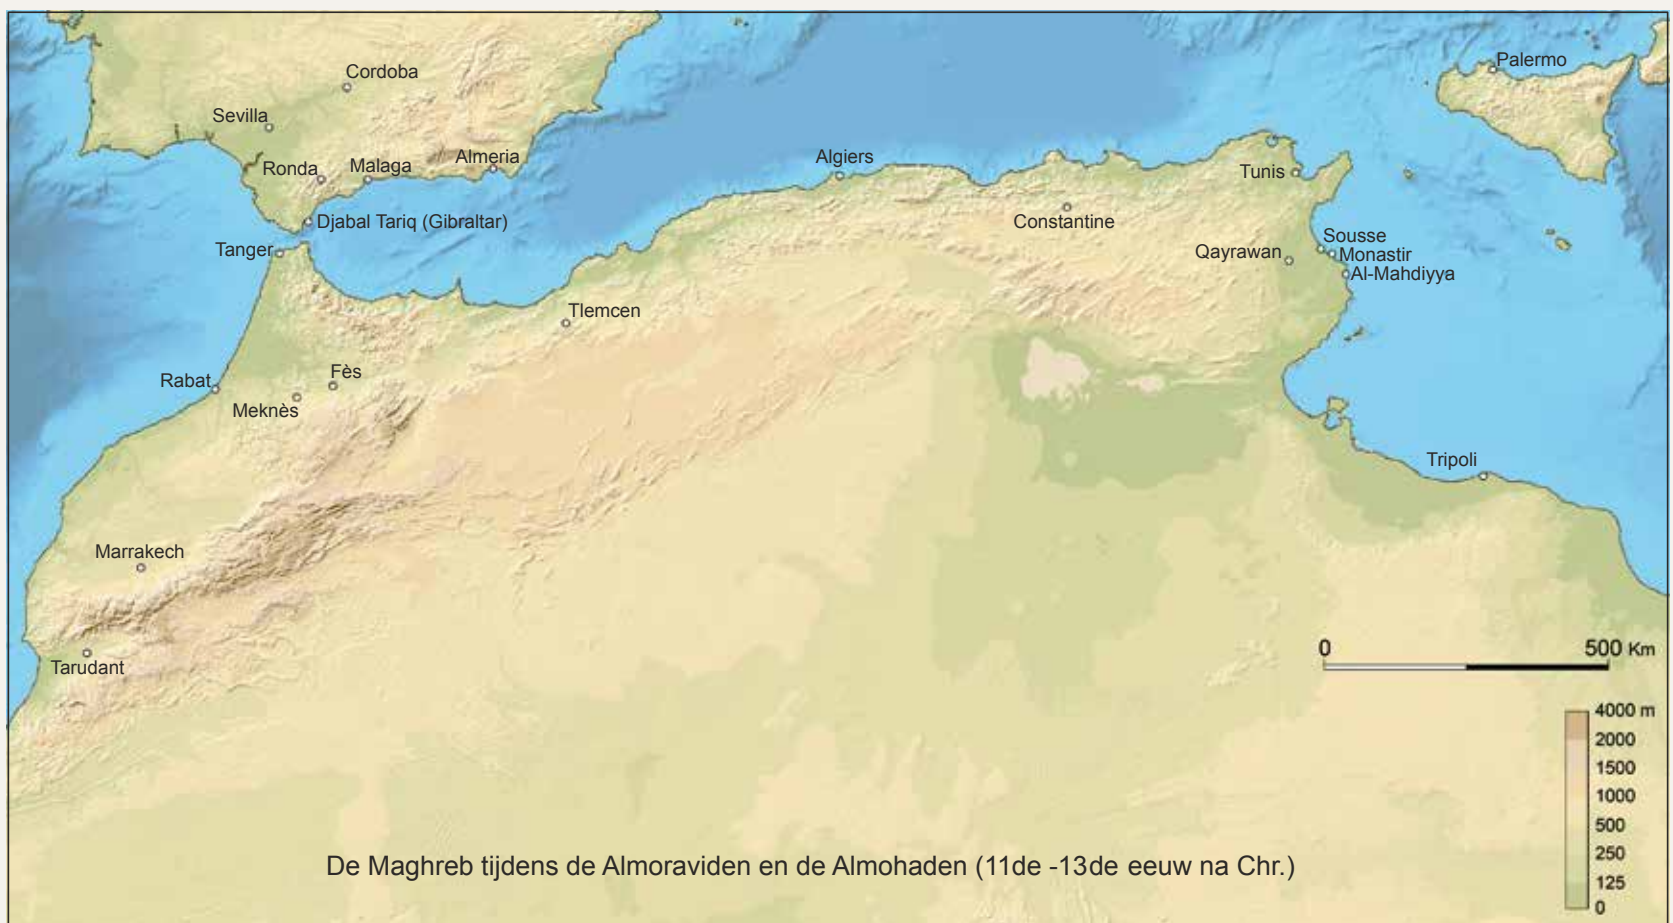 Palermo
Cordoba
Sevilla
Ronda
Malaga
Almeria
Algiers
Tunis
Djabal Tariq (Gibraltar)
Constantine
Tanger
Sousse
Qayrawan
Monastir
Al-Mahdiyya
Tlemcen
Fès
Rabat
Meknès
Tripoli
Marrakech
Tarudant
0 500 Km
4000 m
2000
1500
1000
500
250
125
0
De Maghreb tijdens de Almoraviden en de Almohaden (11de -13de eeuw na Chr.)